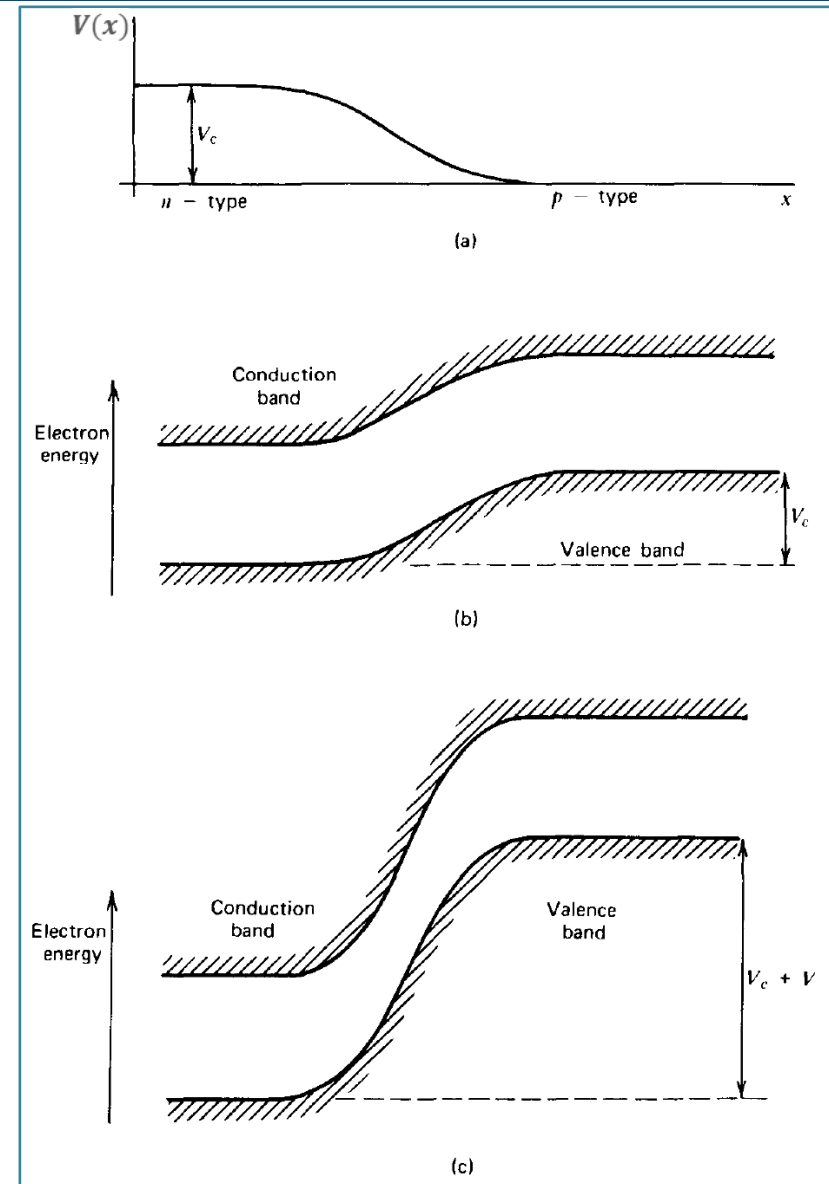 V(x)
V_c
n - type
p - type
x
(a)
Conduction
band
Electron
energy
V_c
Valence band
(b)
Conduction
band
Valence
band
Electron
energy
V_c + V
(c)